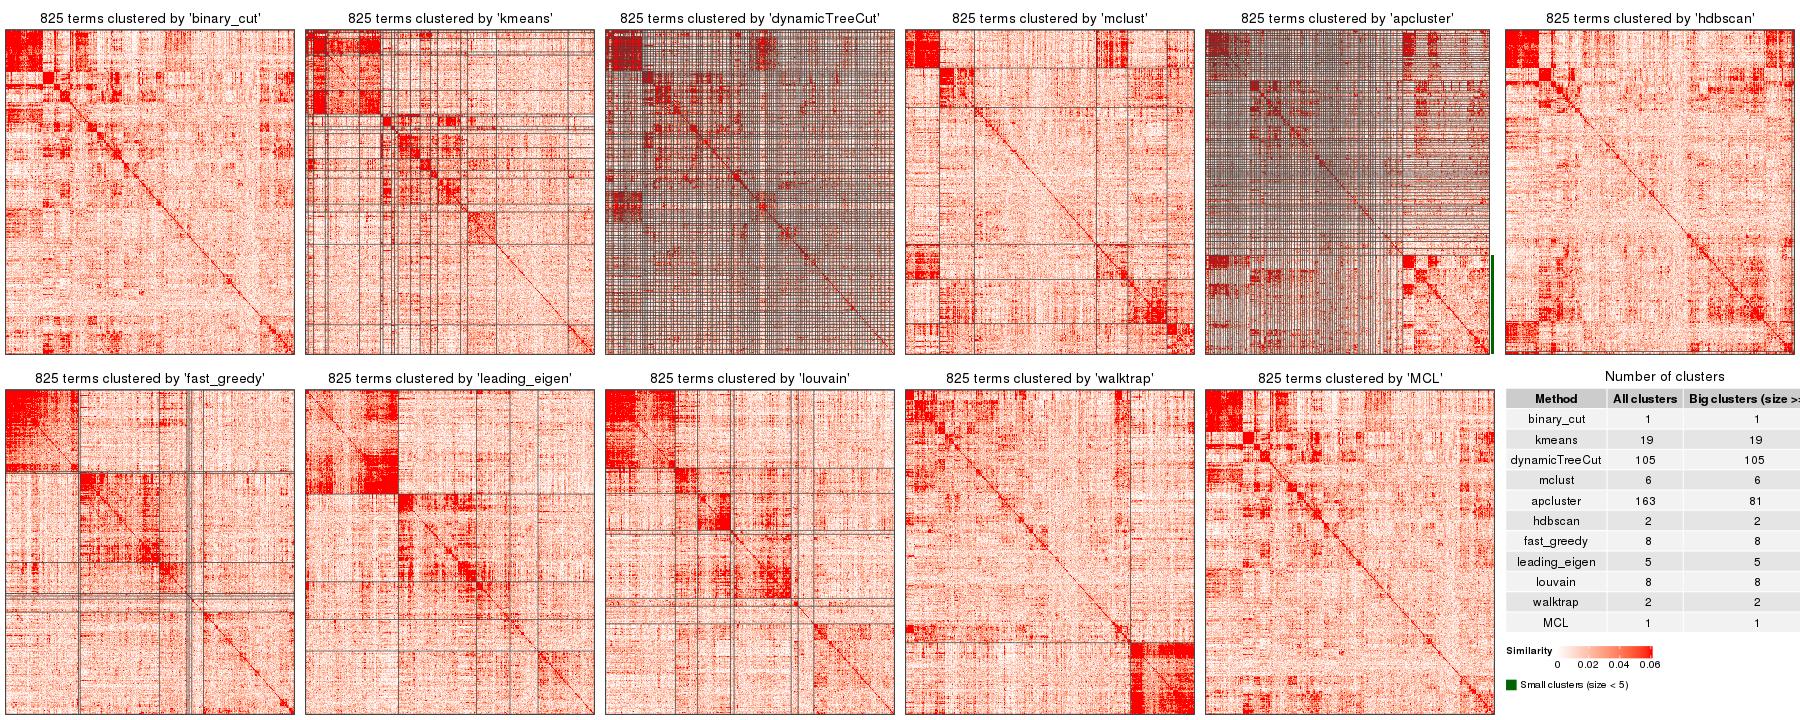 825 terms clustered by 'binary_cut'
825 terms clustered by 'kmeans'
825 terms clustered by 'dynamicTreeCut'
825 terms clustered by 'mclust'
825 terms clustered by 'apcluster'
825 terms clustered by 'hdbscan'
825 terms clustered by 'fast_greedy'
825 terms clustered by 'leading_eigen'
825 terms clustered by 'louvain'
825 terms clustered by 'walktrap'
825 terms clustered by 'MCL'
Number of clusters
Method All clusters Big clusters (size >=
binary_cut 1 1
kmeans 19 19
dynamicTreeCut 105 105
mclust 6 6
apcluster 163 81
hdbscan 2 2
fast_greedy 8 8
leading_eigen 5 5
louvain 8 8
walktrap 2 2
MCL 1 1
Similarity
0 0.02 0.04 0.06
Small clusters (size < 5)